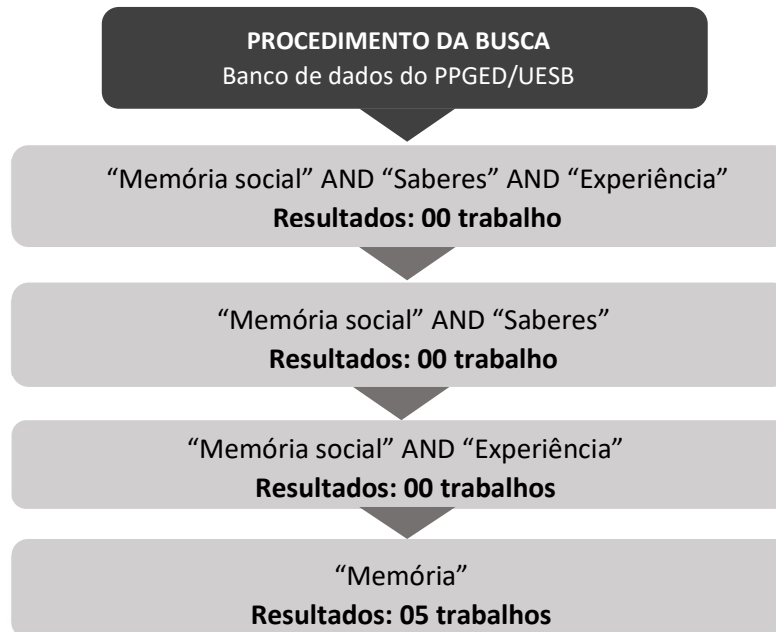 PROCEDIMENTO DA BUSCA
Banco de dados do PPGED/UESB
“Memória social” AND “Saberes” AND “Experiência”
Resultados: 00 trabalho
“Memória social” AND “Saberes”
Resultados: 00 trabalho
“Memória social” AND “Experiência”
Resultados: 00 trabalhos
“Memória”
Resultados: 05 trabalhos